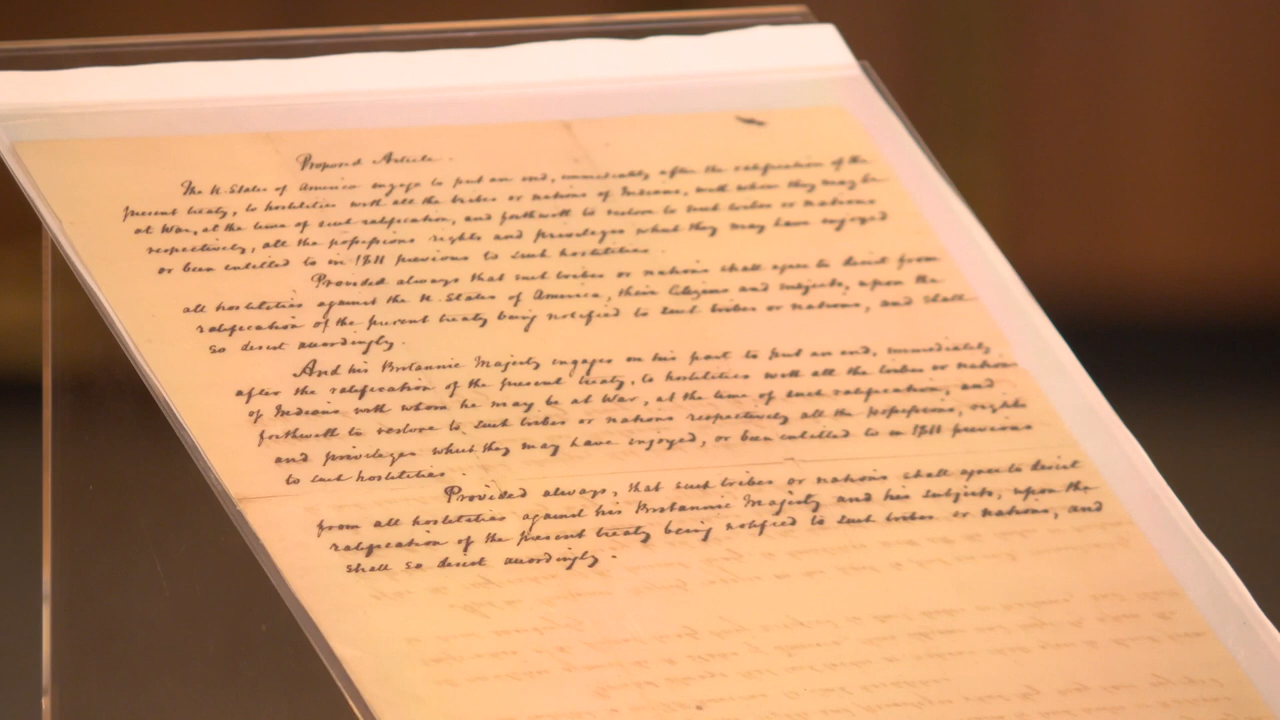 Proposed Article.
The U. States of America engage to put an end, immediately after the ratification of the
present treaty, to hostilities with all the tribes or nations of Indians, with whom they may be
at War, at the time of such ratification, and forthwith to restore to such tribes or nations
respectively, all the possessions rights and privileges which they may have enjoyed
or been entitled to in 1811 previous to such hostilities.
Provided always that such tribes or nations shall agree to desist from
all hostilities against the U. States of America, their Citizens and subjects, upon the
ratification of the present treaty being notified to such tribes or nations, and shall
so desist accordingly.
And his Britannic Majesty engages on his part to put an end, immediately
after the ratification of the present treaty, to hostilities with all the tribes or nations
of Indians with whom he may be at War, at the time of such ratification, and
forthwith to restore to such tribes or nations respectively all the possessions, rights
and privileges which they may have enjoyed, or been entitled to in 1811 previous
to such hostilities.
Provided always, that such tribes or nations shall agree to desist
from all hostilities against his Britannic Majesty and his subjects, upon the
ratification of the present treaty being notified to such tribes or nations, and
shall so desist accordingly.